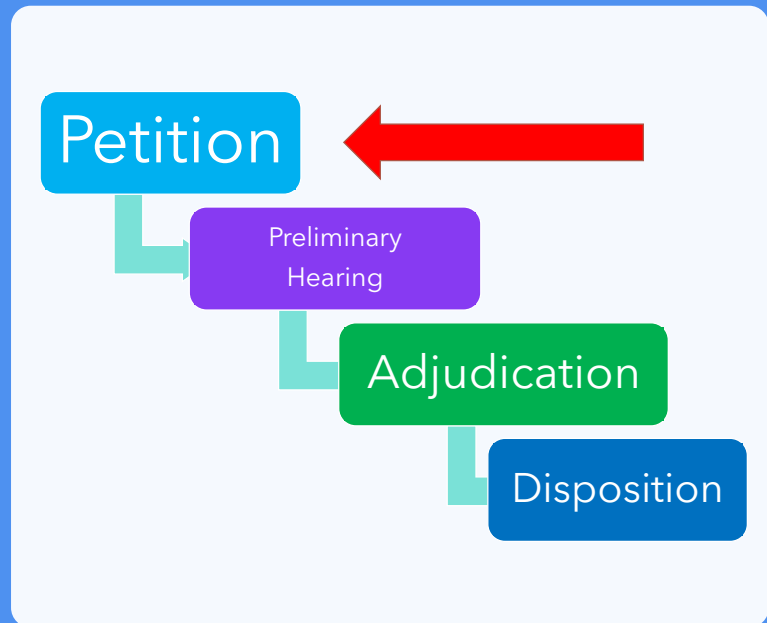 Petition
Preliminary
Hearing
Adjudication
Disposition